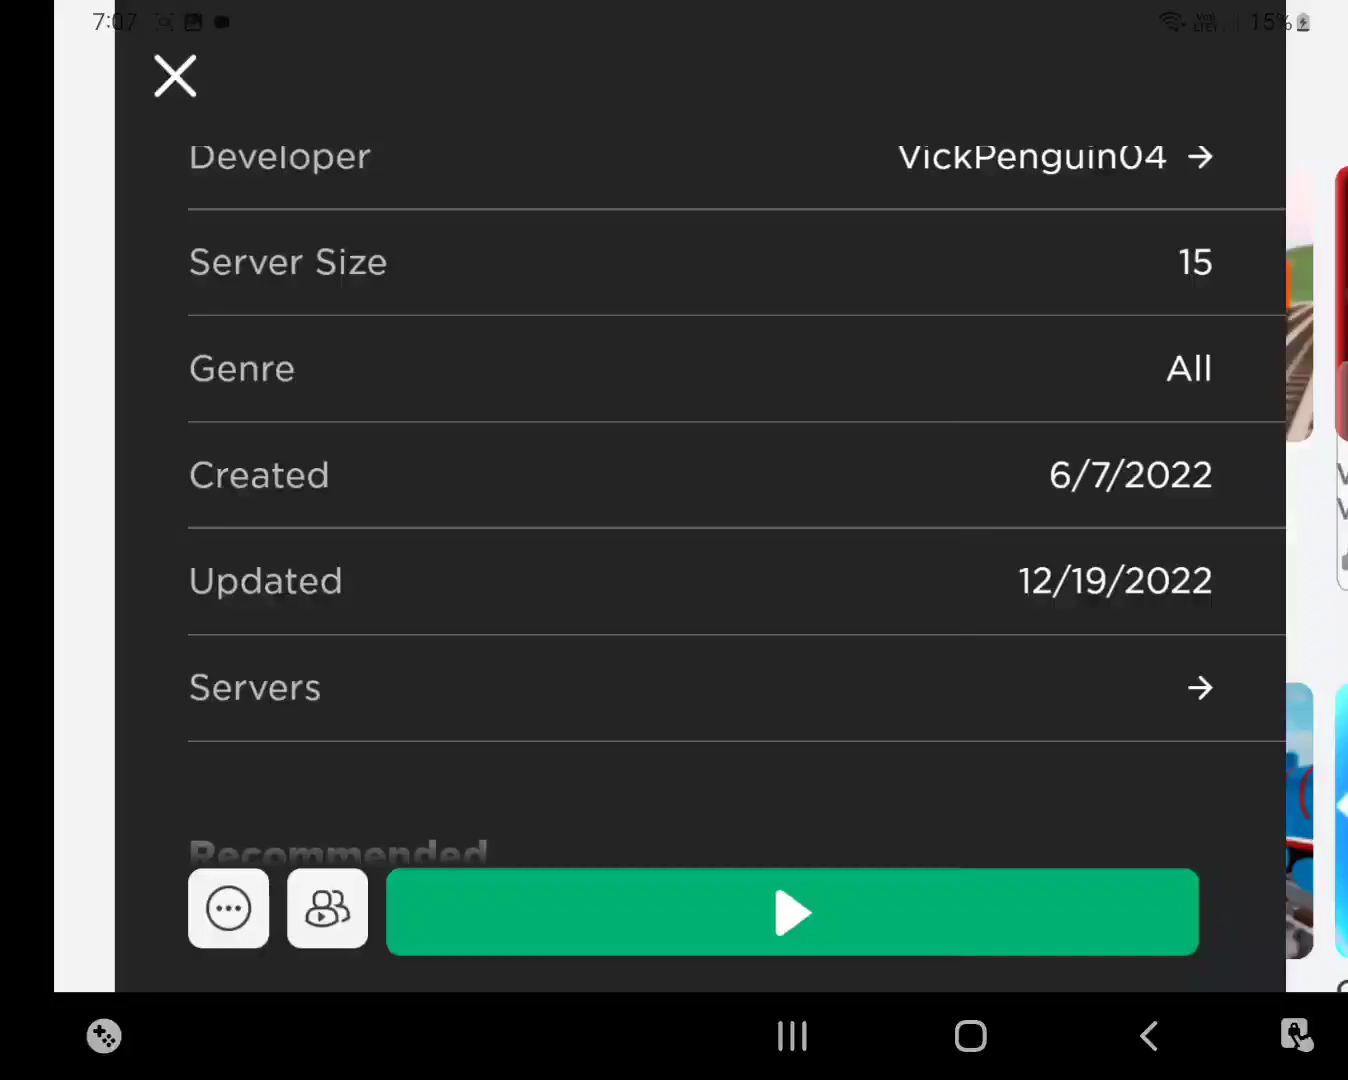 7:07
15%
Developer
VickPenguin04
Server Size
15
Genre
All
Created
6/7/2022
Updated
12/19/2022
Servers
Recommended